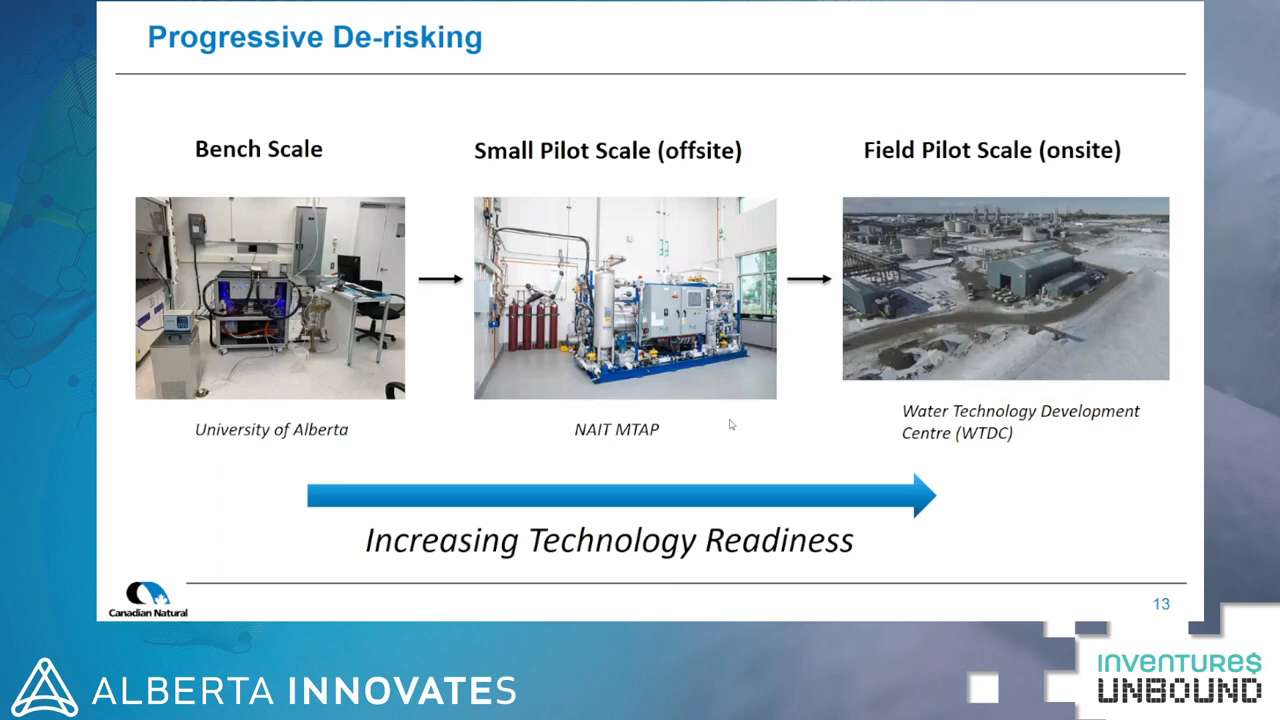 Progressive De-risking
Bench Scale
Small Pilot Scale (offsite)
Field Pilot Scale (onsite)
University of Alberta
NAIT MTAP
Water Technology Development
Centre (WTDC)
Increasing Technology Readiness
Canadian Natural
13
ALBERTA INNOVATES
INVENTURE$
UNBOUND